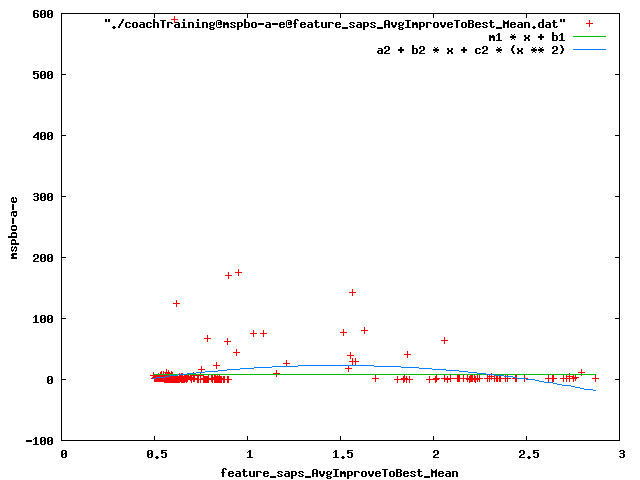 600
"./coachTraining@mspbo-a-e@feature_saps_AvgImproveToBest_Mean.dat"
m1 * x + b1
a2 + b2 * x + c2 * (x ** 2)
500
400
300
200
100
0
-100
mspbo-a-e
0 0.5 1 1.5 2 2.5 3
feature_saps_AvgImproveToBest_Mean